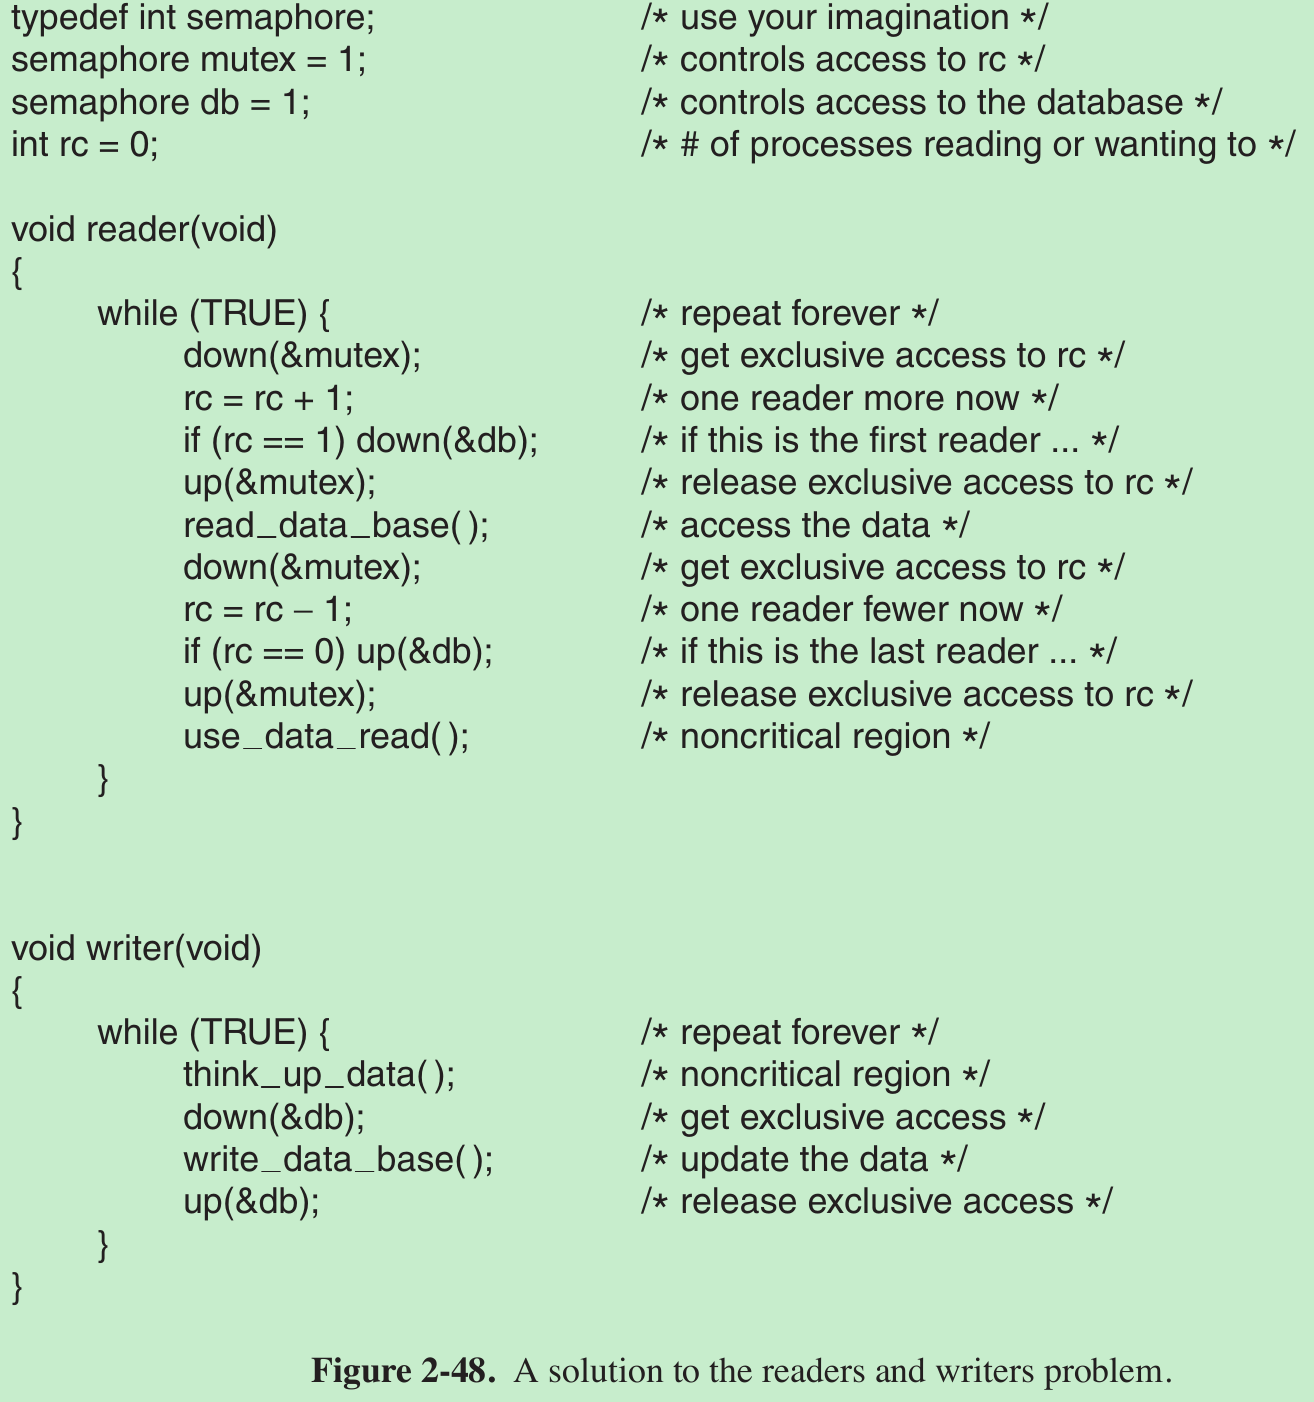 typedef int semaphore; /* use your imagination */
semaphore mutex = 1; /* controls access to rc */
semaphore db = 1; /* controls access to the database */
int rc = 0; /* # of processes reading or wanting to */
void reader(void)
{
while (TRUE) { /* repeat forever */
down(&mutex); /* get exclusive access to rc */
rc = rc + 1; /* one reader more now */
if (rc == 1) down(&db); /* if this is the first reader ... */
up(&mutex); /* release exclusive access to rc */
read_data_base( ); /* access the data */
down(&mutex); /* get exclusive access to rc */
rc = rc − 1; /* one reader fewer now */
if (rc == 0) up(&db); /* if this is the last reader ... */
up(&mutex); /* release exclusive access to rc */
use_data_read( ); /* noncritical region */
}
}
void writer(void)
{
while (TRUE) { /* repeat forever */
think_up_data( ); /* noncritical region */
down(&db); /* get exclusive access */
write_data_base( ); /* update the data */
up(&db); /* release exclusive access */
}
}
Figure 2-48. A solution to the readers and writers problem.